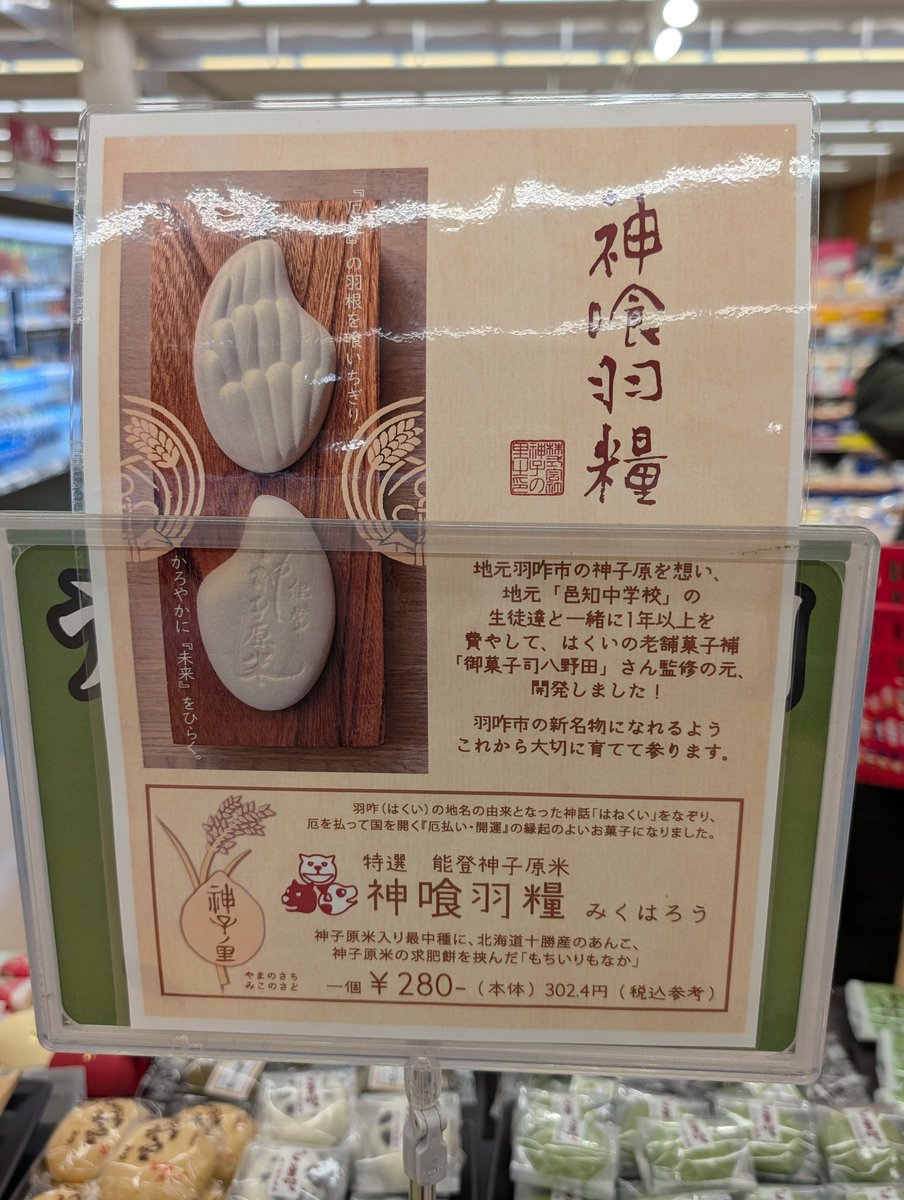 神喰羽糧
の羽根を喰いちぎり
かろやかに『未来』をひらく。
能登
神子原米
地元羽咋市の神子原を想い、
地元「邑知中学校」の
生徒達と一緒に1年以上を
費やして、はくいの老舗菓子補
「御菓子司八野田」さん監修の元、
開発しました！
羽咋市の新名物になれるよう
これから大切に育てて参ります。
羽咋（はくい）の地名の由来となった神話「はねくい」をなぞり、
厄を払って国を開く『厄払い・開運』の縁起のよいお菓子になりました。
特選　能登神子原米
神喰羽糧 みくはろう
神子原米入り最中種に、北海道十勝産のあんこ、
神子原米の求肥餅を挟んだ「もちいりもなか」
一個 ￥280-（本体）302.4円（税込参考）
神子ノ里
やまのさち
みこのさと